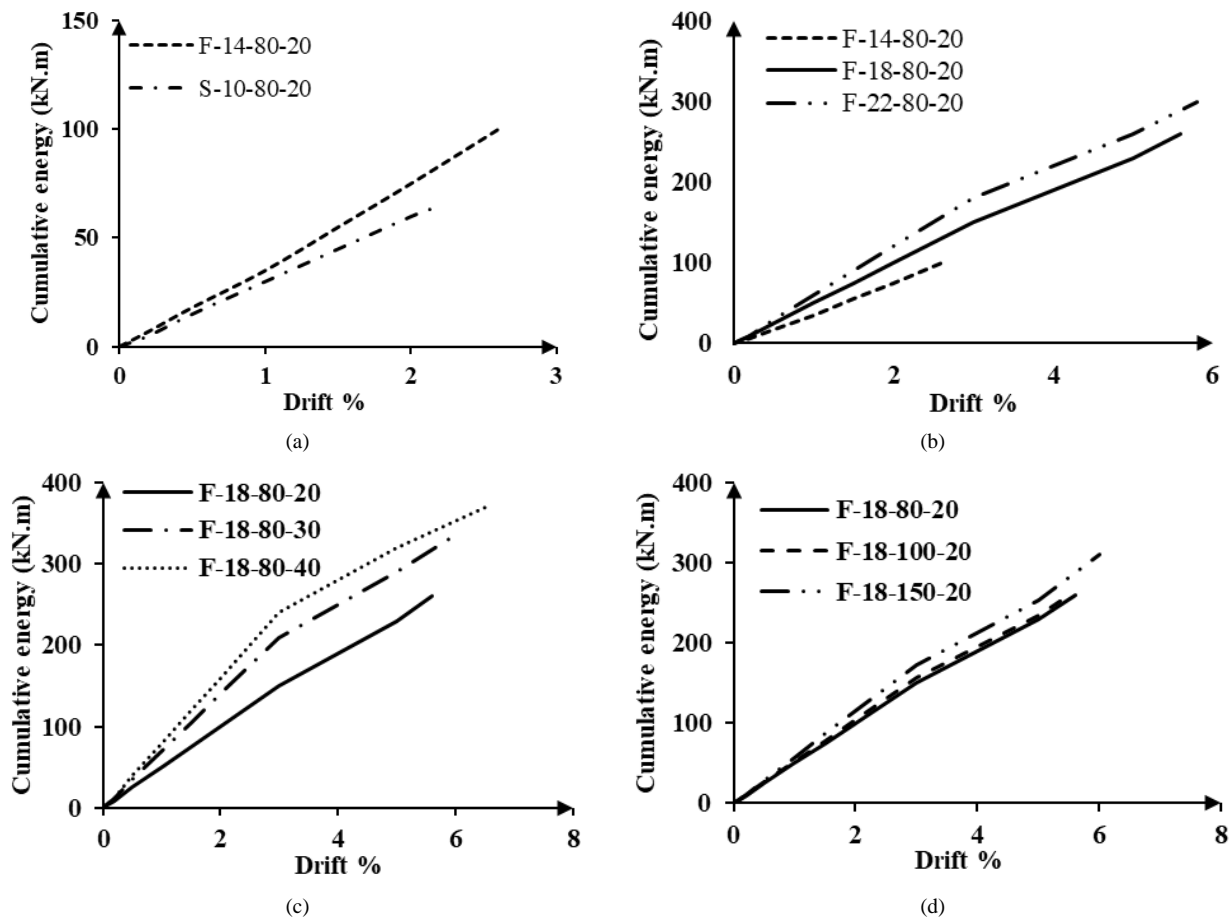 150
100
50
0
Cumulative energy (kN.m)
F-14-80-20
S-10-80-20
0 1 2 3
Drift %
(a)
400
300
200
100
0
Cumulative energy (kN.m)
F-14-80-20
F-18-80-20
F-22-80-20
0 2 4 6
Drift %
(b)
400
300
200
100
0
Cumulative energy (kN.m)
F-18-80-20
F-18-80-30
F-18-80-40
0 2 4 6 8
Drift %
(c)
400
300
200
100
0
Cumulative energy (kN.m)
F-18-80-20
F-18-100-20
F-18-150-20
0 2 4 6 8
Drift %
(d)